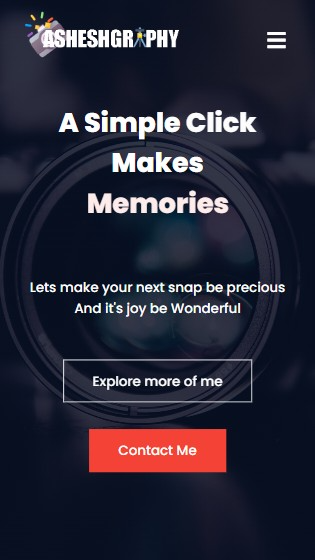 ASHESHGRAPHY
A Simple Click
Makes
Memories
Lets make your next snap be precious
And it's joy be Wonderful
Explore more of me
Contact Me